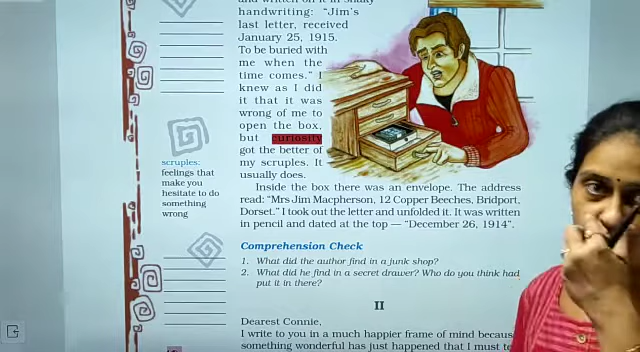 and written on it in shaky
handwriting: "Jim's
last letter, received
January 25, 1915.
To be buried with
me when the
time comes." I
knew as I did
it that it was
wrong of me to
open the box,
but curiosity
got the better of
my scruples. It
usually does.
scruples:
feelings that
make you
hesitate to do
something
wrong
Inside the box there was an envelope. The address
read: "Mrs Jim Macpherson, 12 Copper Beeches, Bridport,
Dorset." I took out the letter and unfolded it. It was written
in pencil and dated at the top — "December 26, 1914".
Comprehension Check
1. What did the author find in a junk shop?
2. What did he find in a secret drawer? Who do you think had
put it in there?
II
Dearest Connie,
I write to you in a much happier frame of mind becaus
something wonderful has just happened that I must te